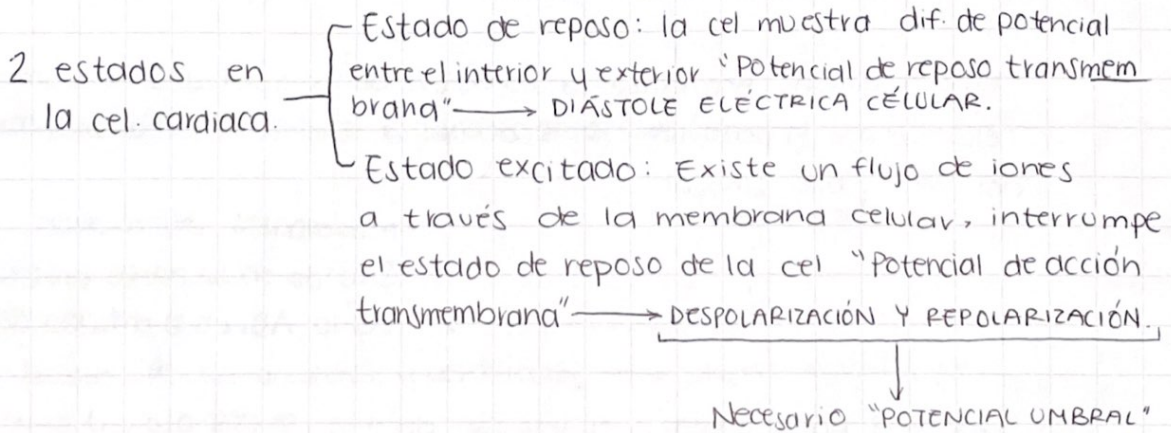 2 estados en
la cel. cardiaca.
Estado de reposo: la cel muestra dif. de potencial
entre el interior y exterior "Potencial de reposo transmem
brana" → DIÁSTOLE ELÉCTRICA CÉLULAR.
Estado excitado: Existe un flujo de iones
a través de la membrana celular, interrumpe
el estado de reposo de la cel "Potencial de acción
transmembrana" → DESPOLARIZACIÓN Y REPOLARIZACIÓN.
Necesario "POTENCIAL UMBRAL"